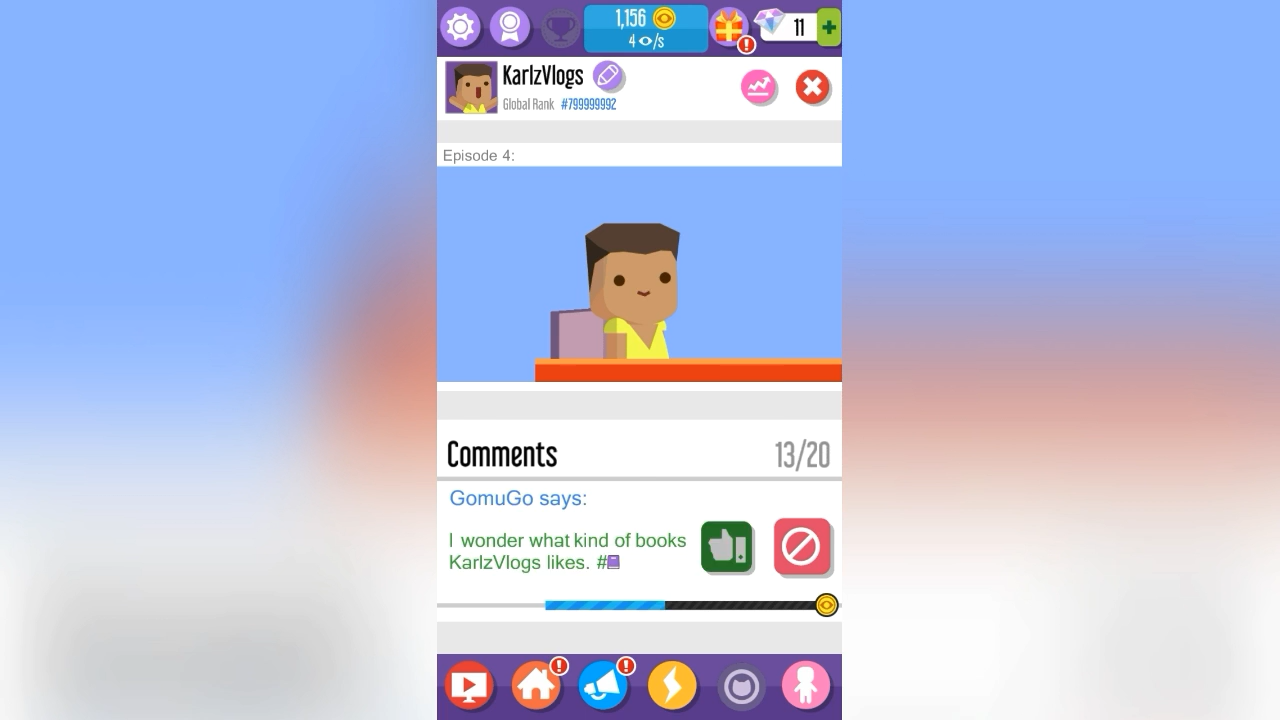 1,156
4 /s
11
KarlzVlogs
Global Rank #799999992
Episode 4:
Comments 13/20
GomuGo says:
I wonder what kind of books
KarlzVlogs likes. #